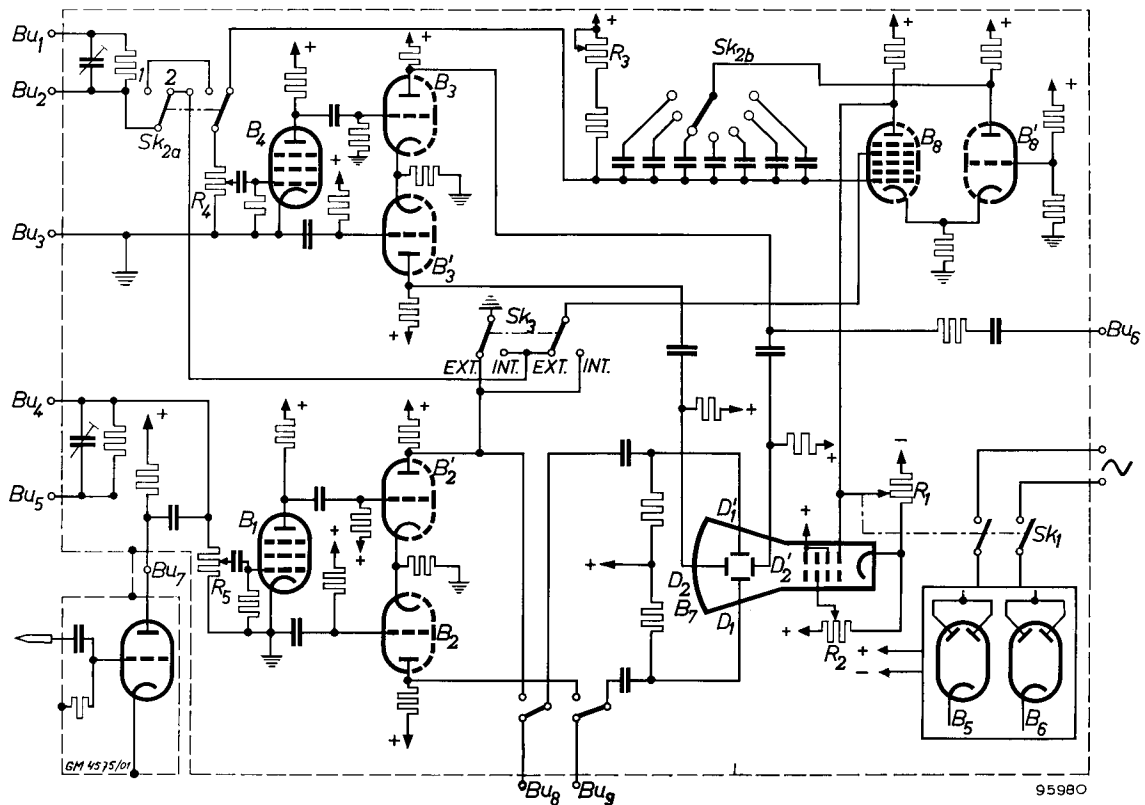 Bu1
Bu2
1
2
Sk2a
R4
Bu3
B4
B3
B'3
R3
Sk2b
B8
B'8
Sk3
EXT. INT. EXT. INT.
Bu6
Bu4
Bu5
Bu7
R5
B1
B'2
B2
D'1
D2
D'2
B7
D1
R1
R2
Sk1
B5
B6
GM 4575/01
Bu8
Bu9
95980